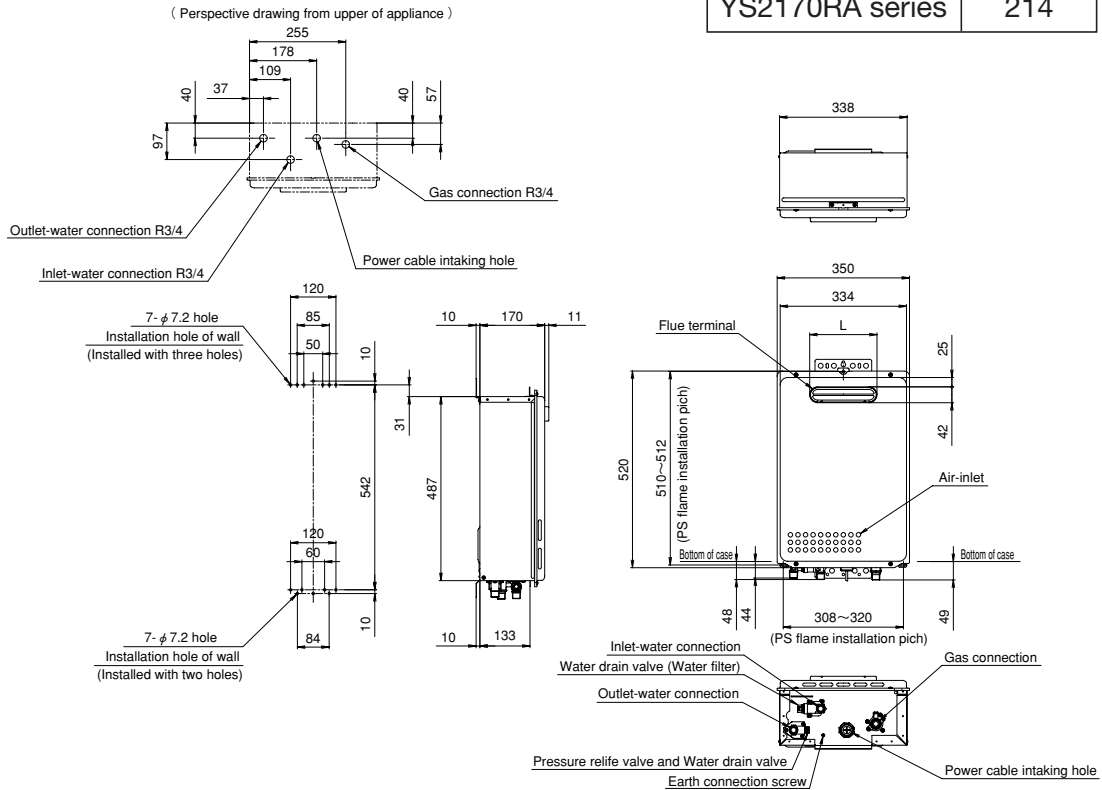 ( Perspective drawing from upper of appliance )
YS2170RA series
214
255
178
109
37
40
97
40
57
Gas connection R3/4
Outlet-water connection R3/4
Power cable intaking hole
Inlet-water connection R3/4
338
120
7- φ 7.2 hole
85
Installation hole of wall
(Installed with three holes)
50
10
31
542
120
60
10
84
7- φ 7.2 hole
Installation hole of wall
(Installed with two holes)
10
170
11
487
10
133
350
334
Flue terminal
L
25
42
520
510～512
(PS flame installation pich)
Air-inlet
Bottom of case
Bottom of case
48
44
308～320
49
(PS flame installation pich)
Inlet-water connection
Gas connection
Water drain valve (Water filter)
Outlet-water connection
Pressure relife valve and Water drain valve
Earth connection screw
Power cable intaking hole